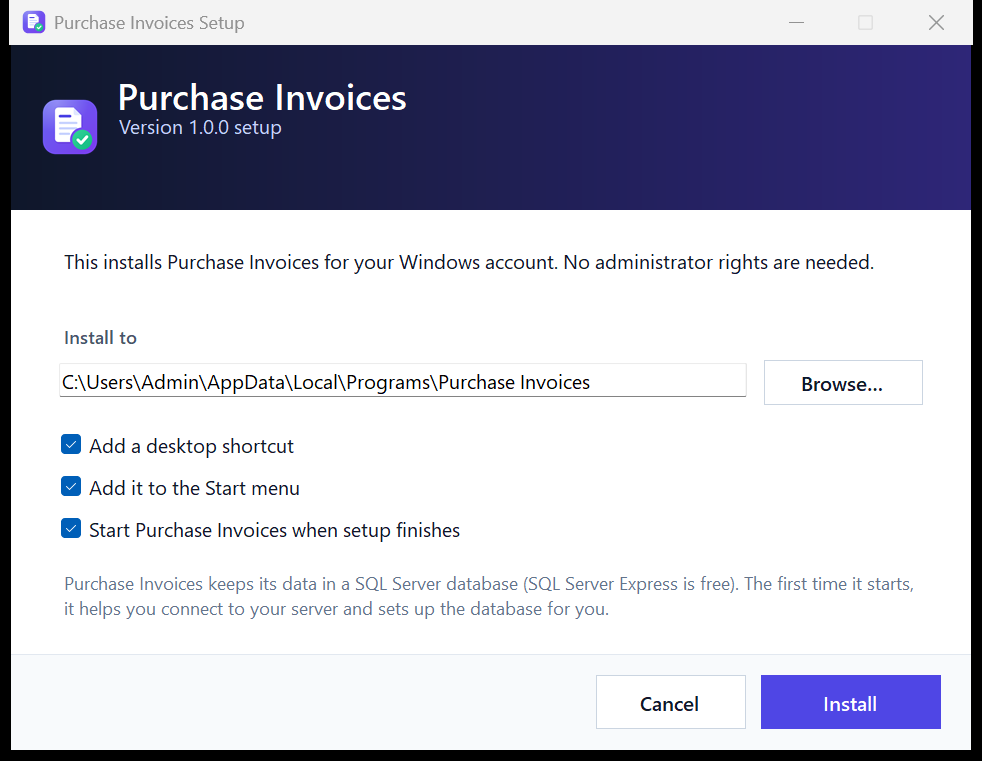 Purchase Invoices Setup
Purchase Invoices
Version 1.0.0 setup
This installs Purchase Invoices for your Windows account. No administrator rights are needed.
Install to
C:\Users\Admin\AppData\Local\Programs\Purchase Invoices
Browse...
Add a desktop shortcut
Add it to the Start menu
Start Purchase Invoices when setup finishes
Purchase Invoices keeps its data in a SQL Server database (SQL Server Express is free). The first time it starts,
it helps you connect to your server and sets up the database for you.
Cancel
Install